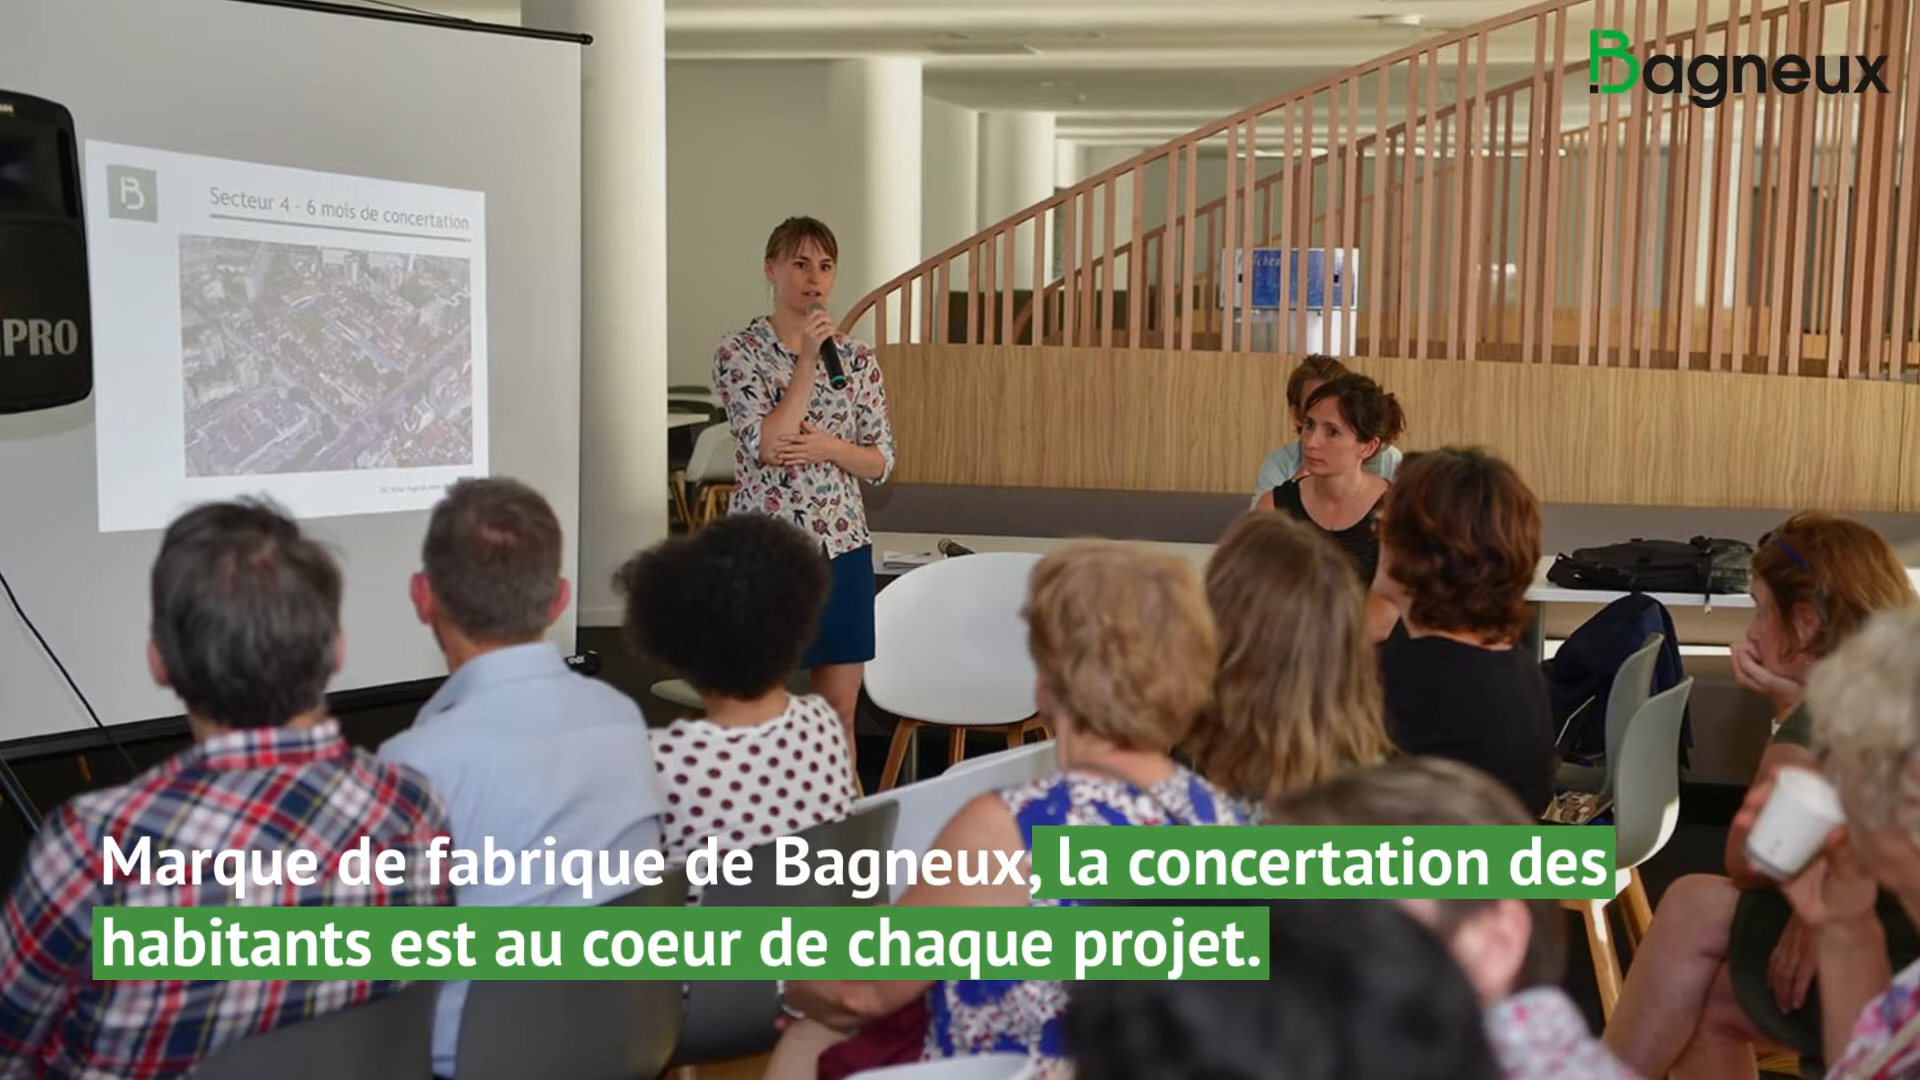 Bagneux
PRO
B
Secteur 4 - 6 mois de concertation
Marque de fabrique de Bagneux, la concertation des
habitants est au coeur de chaque projet.